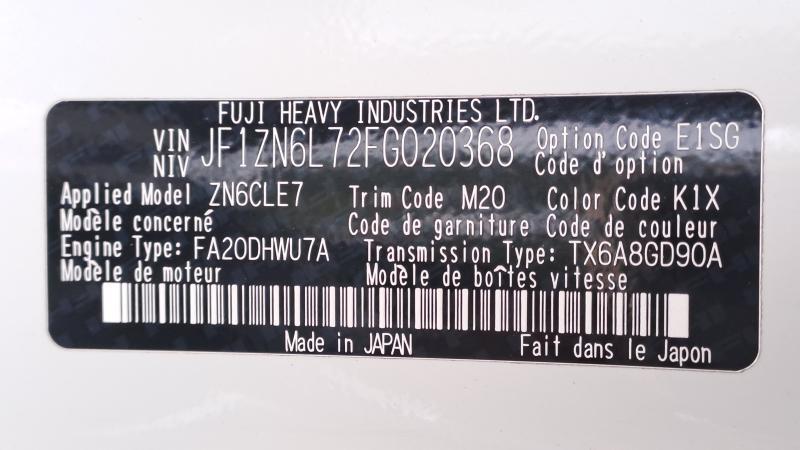 FUJI HEAVY INDUSTRIES LTD.
VIN NIV JF1ZN6L72FG020368 Option Code E1SG
Code d'option
Applied Model ZN6CLE7 Trim Code M20 Color Code K1X
Modèle concerné Code de garniture Code de couleur
Engine Type: FA20DHWU7A Transmission Type: TX6A8GD90A
Modèle de moteur Modèle de boîtes vitesse
Made in JAPAN Fait dans le Japon